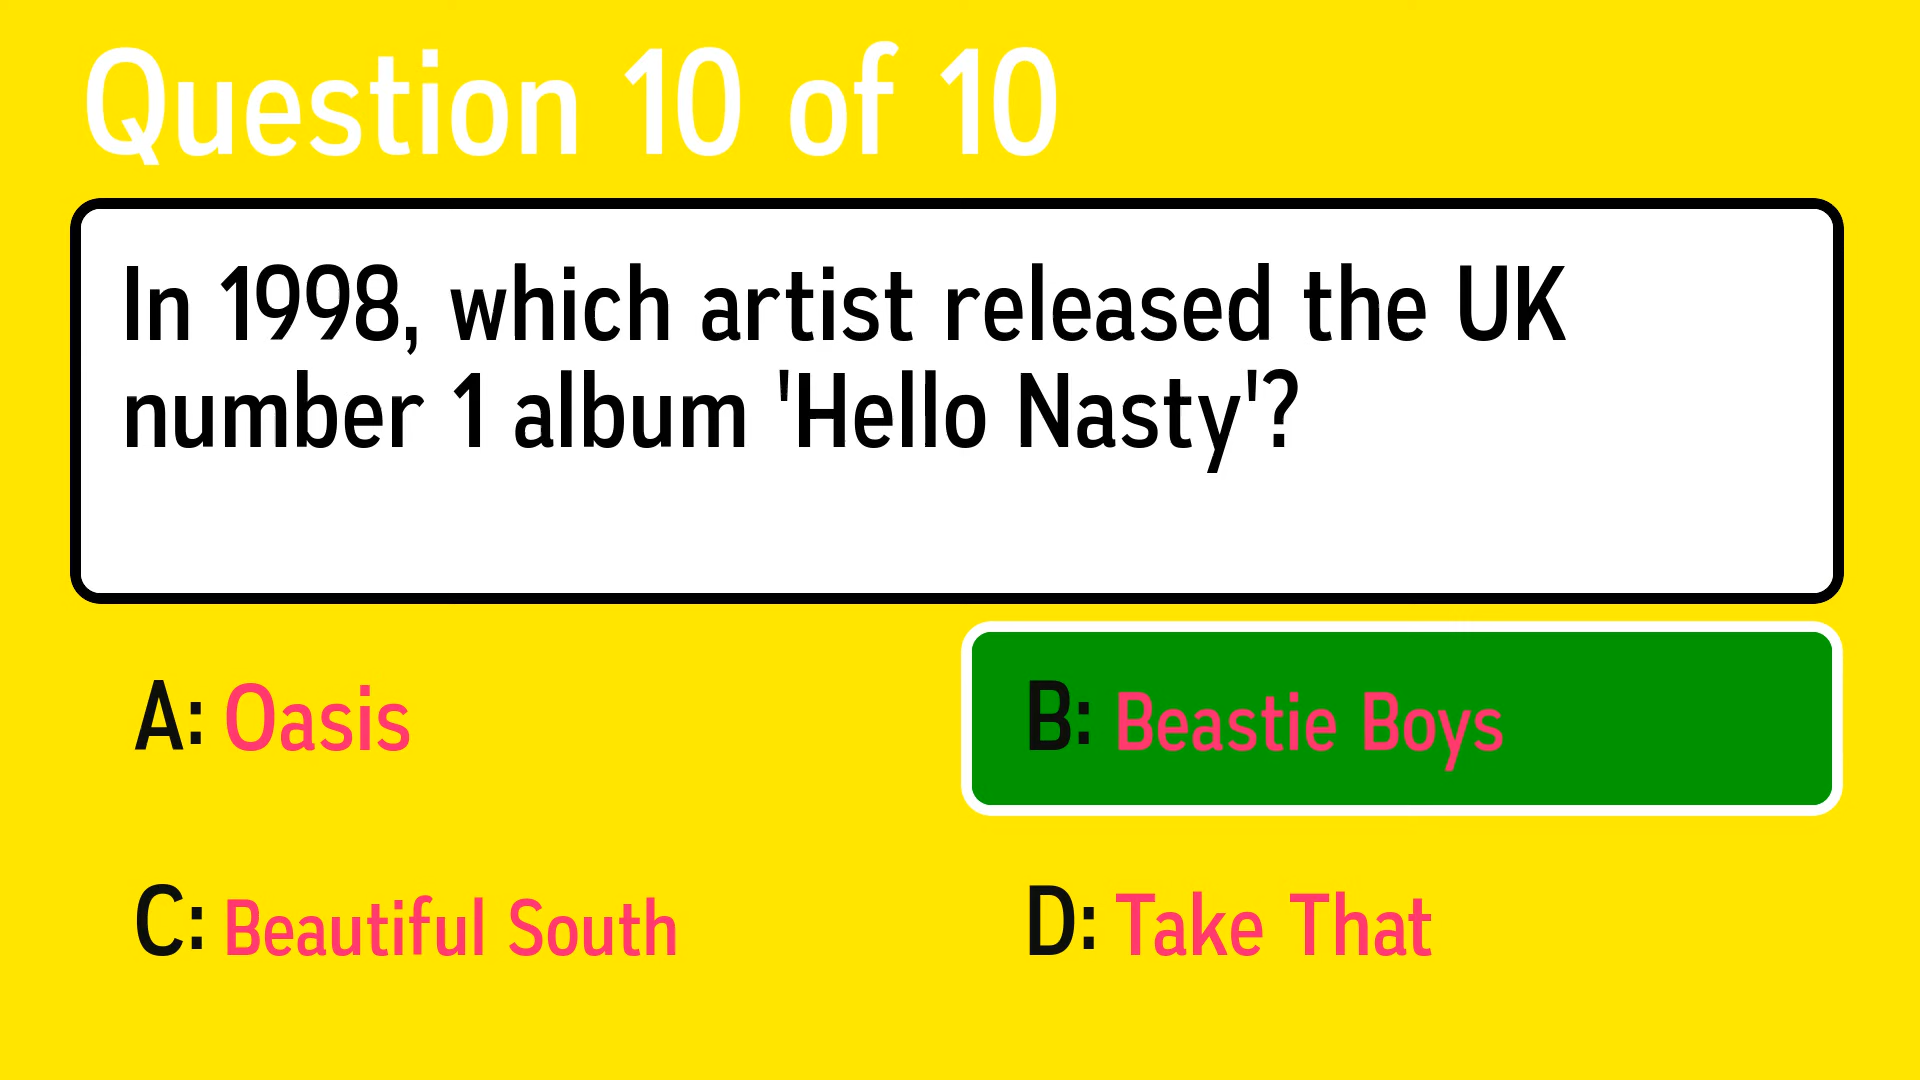 Question 10 of 10
In 1998, which artist released the UK
number 1 album 'Hello Nasty'?
A: Oasis
B: Beastie Boys
C: Beautiful South
D: Take That